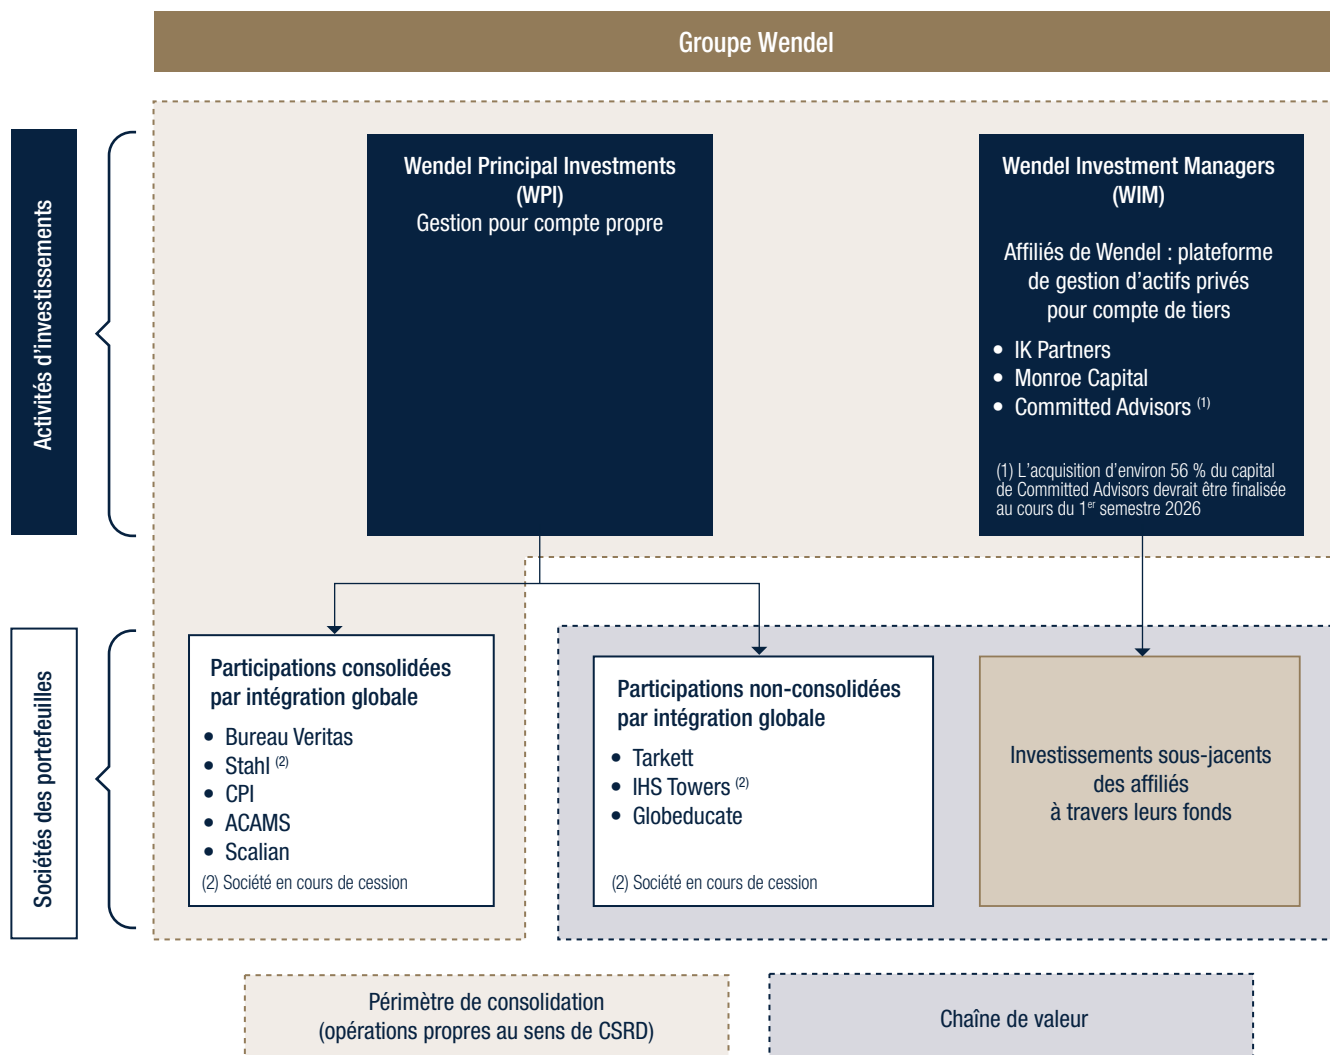 Groupe Wendel
Activités d'investissements
Wendel Principal Investments
(WPI)
Gestion pour compte propre
Wendel Investment Managers
(WIM)
Affiliés de Wendel : plateforme
de gestion d'actifs privés
pour compte de tiers
• IK Partners
• Monroe Capital
• Committed Advisors (1)
(1) L'acquisition d'environ 56 % du capital
de Committed Advisors devrait être finalisée
au cours du 1er semestre 2026
Sociétés des portefeuilles
Participations consolidées
par intégration globale
• Bureau Veritas
• Stahl (2)
• CPI
• ACAMS
• Scalian
(2) Société en cours de cession
Participations non-consolidées
par intégration globale
• Tarkett
• IHS Towers (2)
• Globeducate
(2) Société en cours de cession
Investissements sous-jacents
des affiliés
à travers leurs fonds
Périmètre de consolidation
(opérations propres au sens de CSRD)
Chaîne de valeur